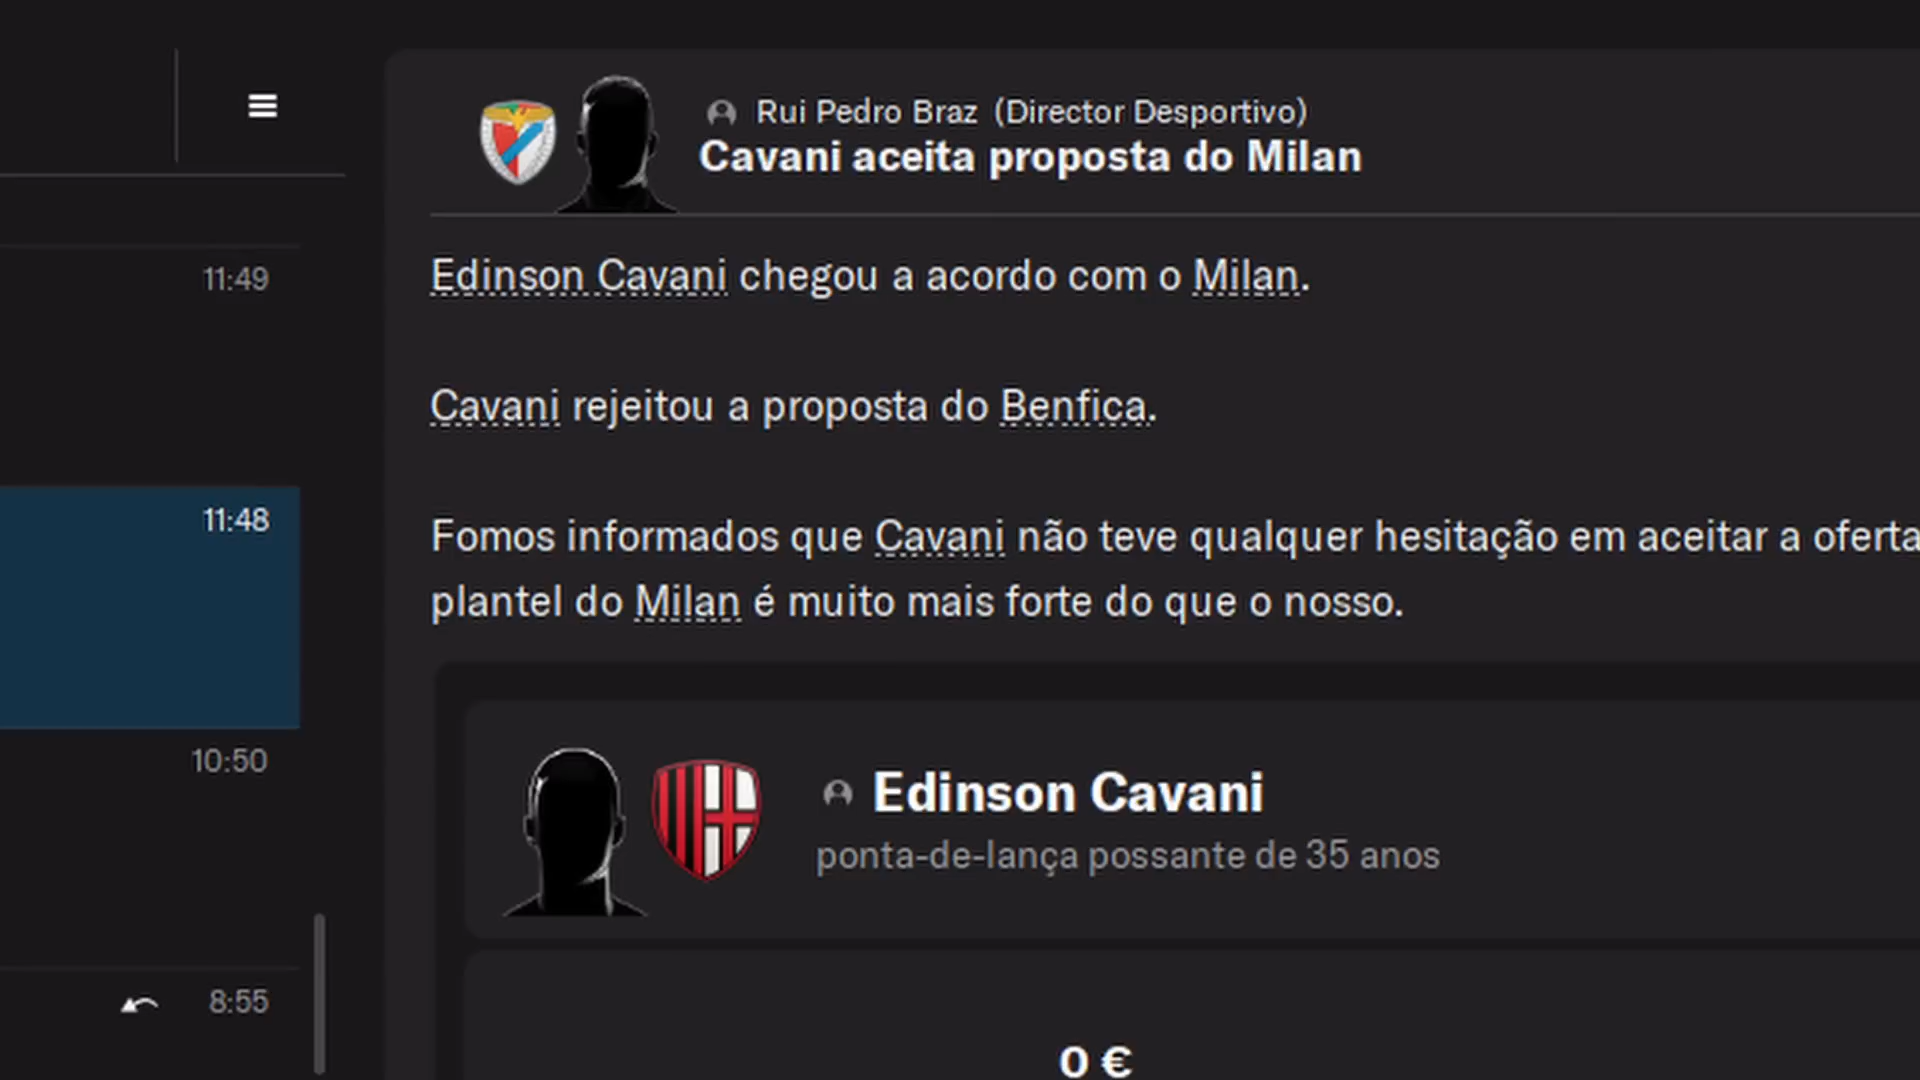 Rui Pedro Braz (Director Desportivo)
Cavani aceita proposta do Milan
11:49
Edinson Cavani chegou a acordo com o Milan.
Cavani rejeitou a proposta do Benfica.
11:48
Fomos informados que Cavani não teve qualquer hesitação em aceitar a oferta
plantel do Milan é muito mais forte do que o nosso.
10:50
Edinson Cavani
ponta-de-lança possante de 35 anos
8:55
0 €